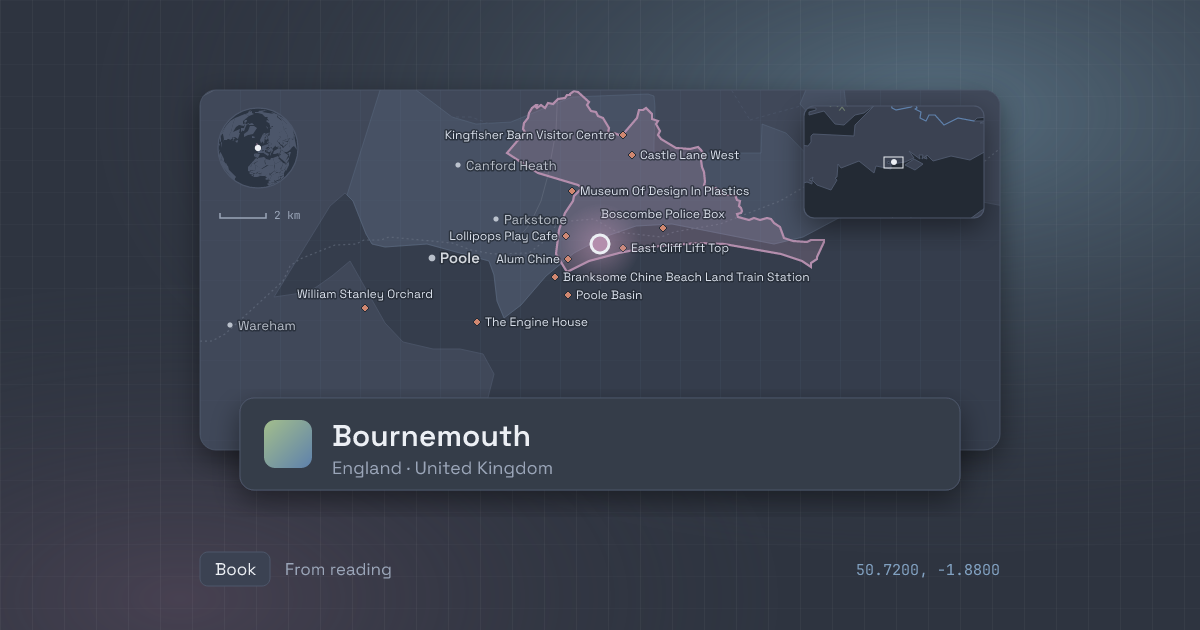 Kingfisher Barn Visitor Centre
Castle Lane West
Canford Heath
Museum Of Design In Plastics
2 km
Parkstone
Boscombe Police Box
Lollipops Play Cafe
East Cliff Lift Top
Poole
Alum Chine
Branksome Chine Beach Land Train Station
William Stanley Orchard
Poole Basin
Wareham
The Engine House
Bournemouth
England · United Kingdom
Book
From reading
50.7200, -1.8800